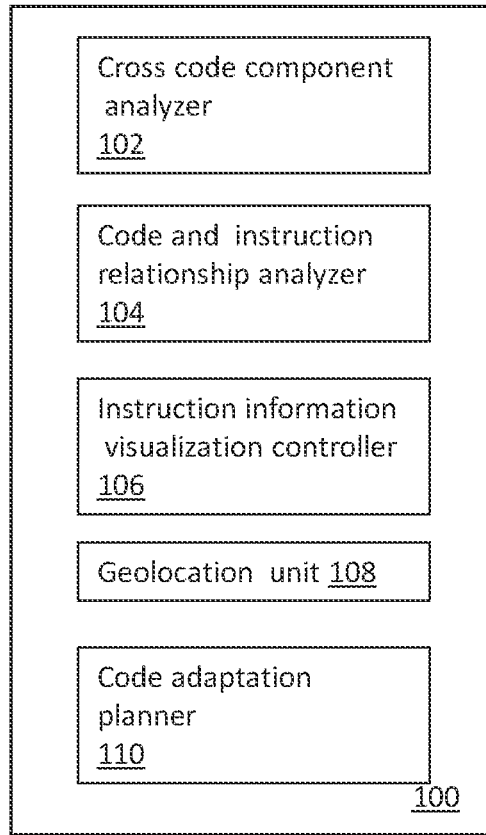 Cross code component
analyzer
102
Code and instruction
relationship analyzer
104
Instruction information
visualization controller
106
Geolocation unit 108
Code adaptation
planner
110
100